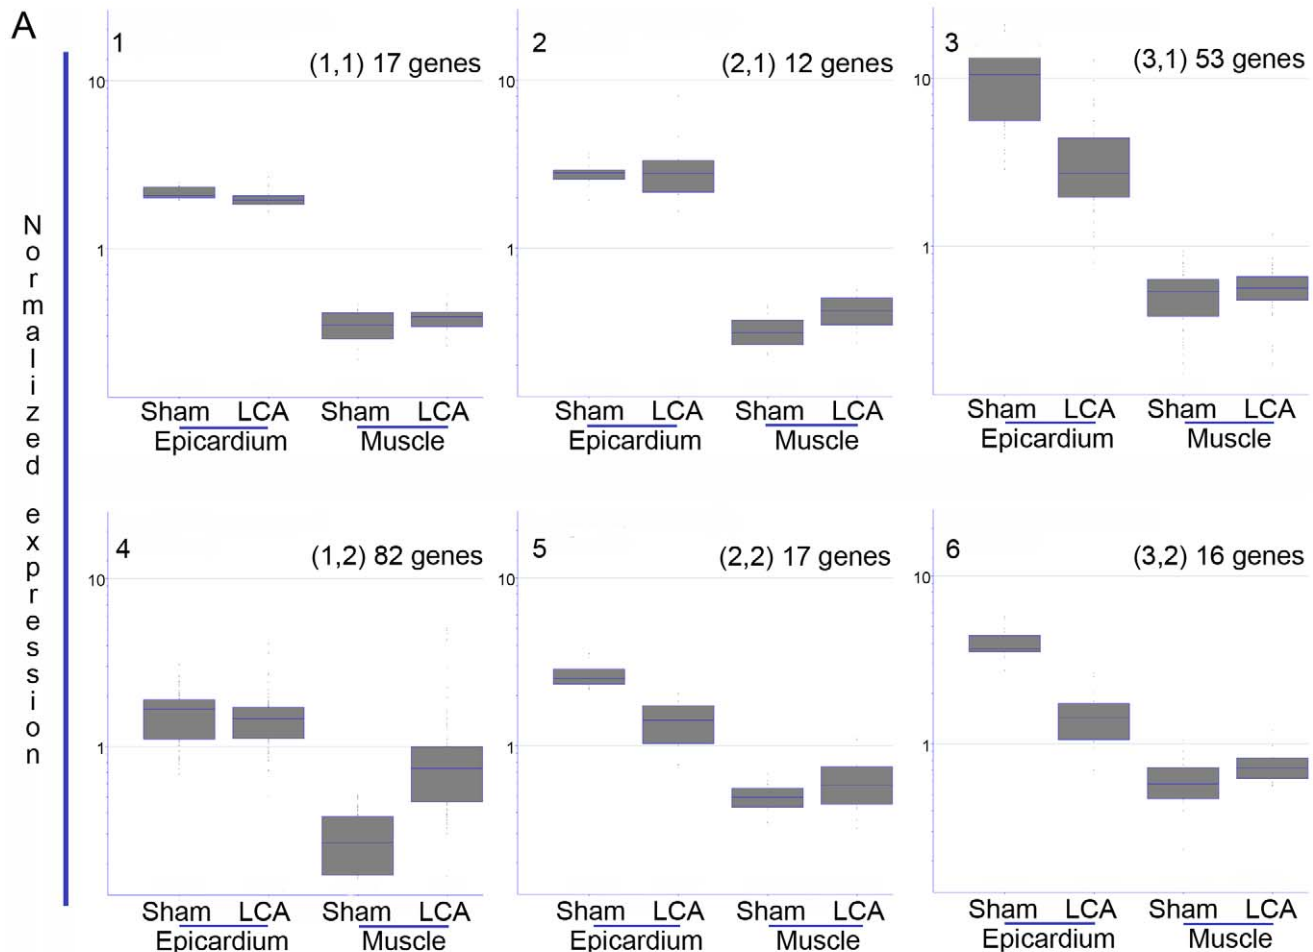 A
Normalized expression
1
(1,1) 17 genes
10
1
Sham LCA Sham LCA
Epicardium Muscle
2
(2,1) 12 genes
10
1
Sham LCA Sham LCA
Epicardium Muscle
3
(3,1) 53 genes
10
1
Sham LCA Sham LCA
Epicardium Muscle
4
(1,2) 82 genes
10
1
Sham LCA Sham LCA
Epicardium Muscle
5
(2,2) 17 genes
10
1
Sham LCA Sham LCA
Epicardium Muscle
6
(3,2) 16 genes
10
1
Sham LCA Sham LCA
Epicardium Muscle